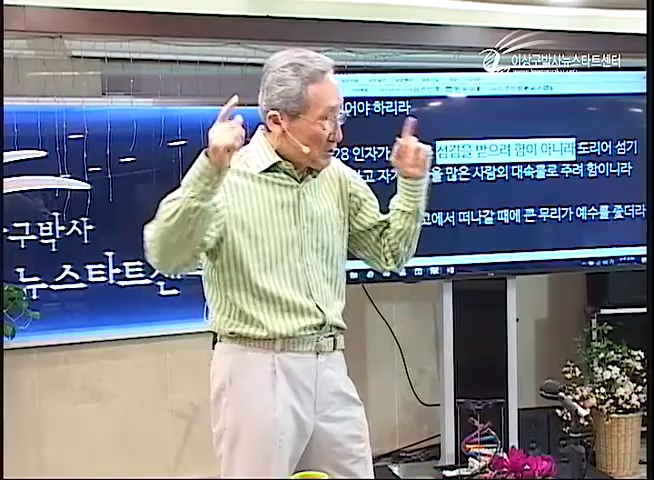 이상구박사뉴스타트센터
어야 하리라
28 인자가 섬김을 받으려 함이 아니라 도리어 섬기
많은 사람의 대속물로 주려 함이니라
에서 떠나갈 때에 큰 무리가 예수를 좇더라
구박사
뉴스타트센